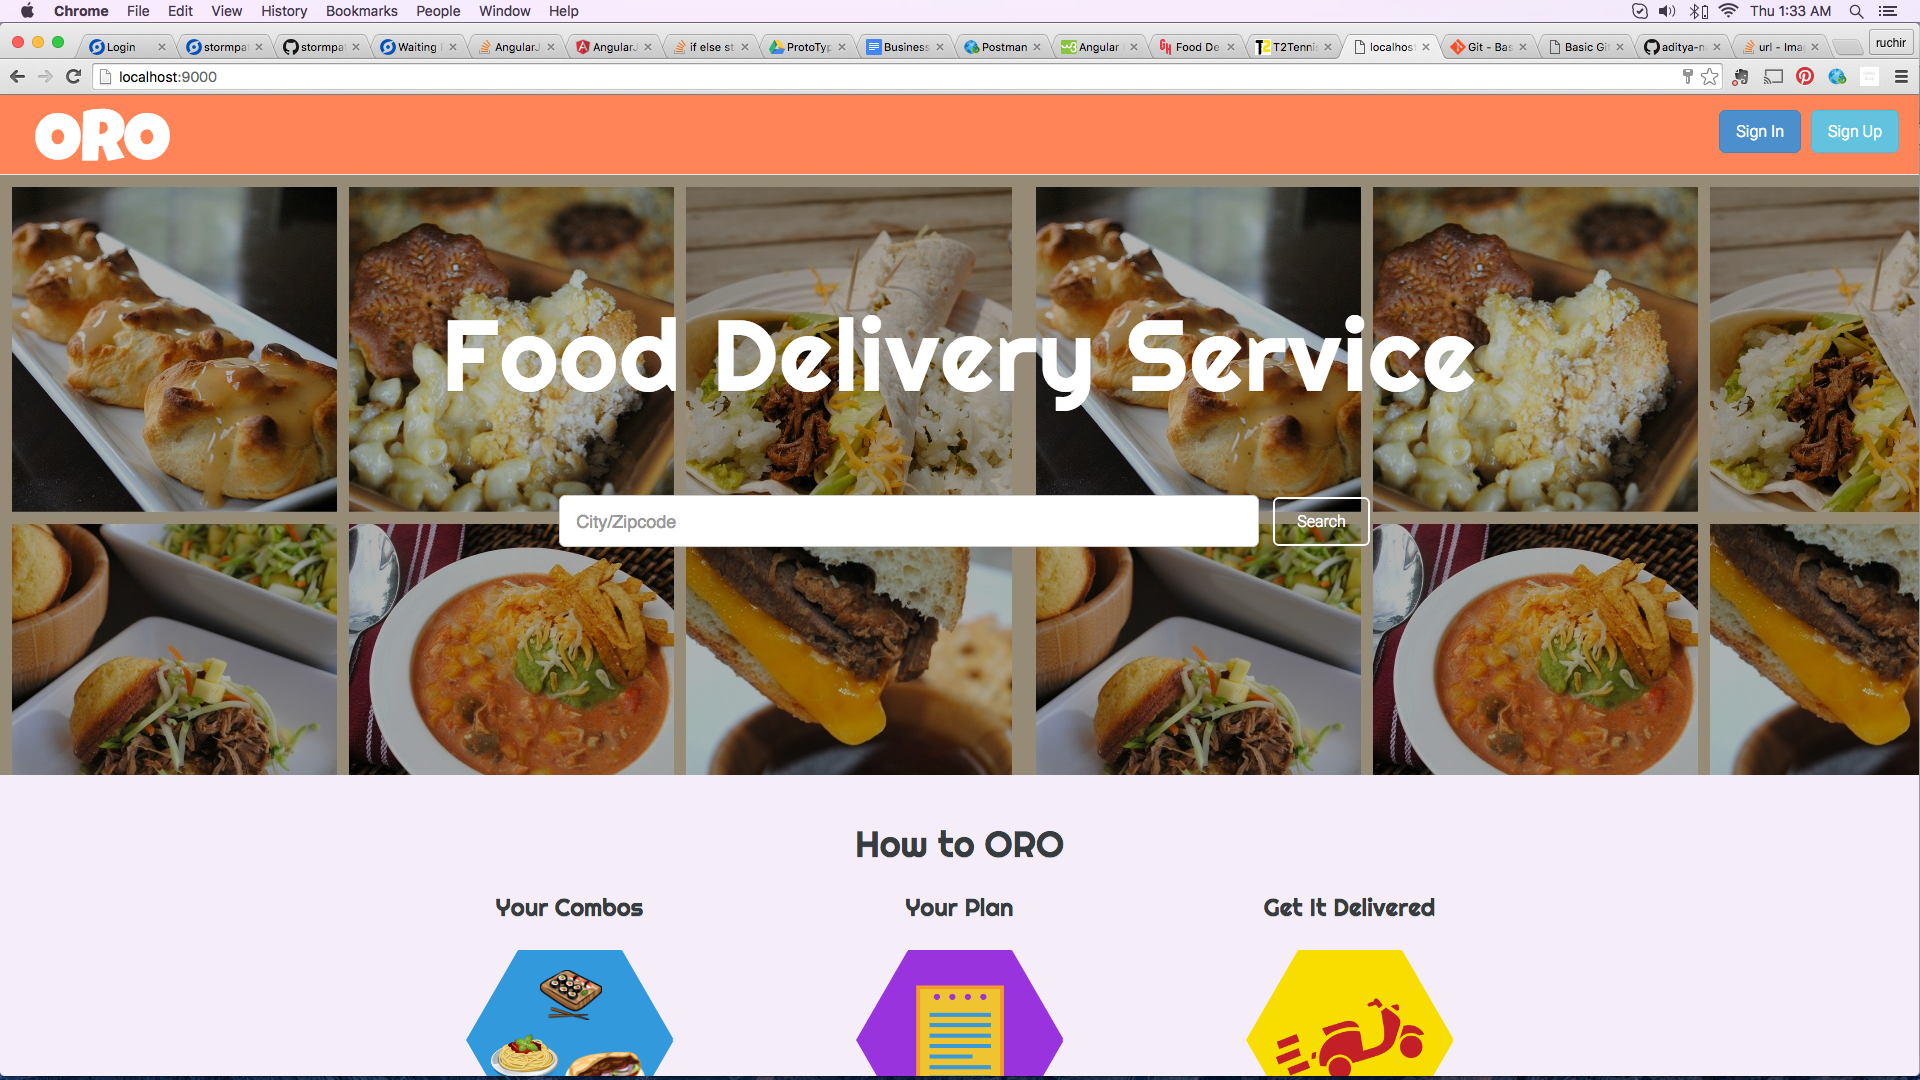 Chrome File Edit View History Bookmarks People Window Help Thu 1:33 AM
Login stormpa stormpa Waiting AngularJ AngularJ if else st ProtoTyp Business Postman Angular Food De T2Tennis localhost Git - Bas Basic Git aditya-n url - Ima ruchir
localhost:9000
ORO
Sign In Sign Up
Food Delivery Service
City/Zipcode Search
How to ORO
Your Combos Your Plan Get It Delivered